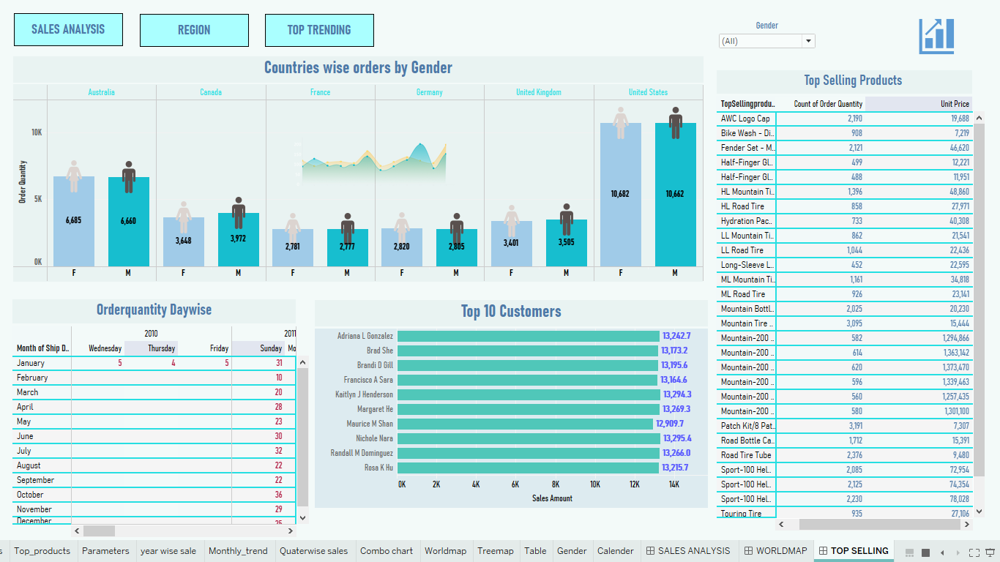 SALES ANALYSIS REGION TOP TRENDING
Gender
(All)
Countries wise orders by Gender
Australia Canada France Germany United Kingdom United States
Order Quantity
10K
5K
0K
6,685 6,660 3,648 3,972 2,781 2,777 2,820 2,805 3,401 3,505 10,682 10,662
F M F M F M F M F M F M
Top Selling Products
TopSellingprodu.. Count of Order Quantity Unit Price
AWC Logo Cap 2,190 19,688
Bike Wash - Di.. 908 7,219
Fender Set - M.. 2,121 46,620
Half-Finger Gl.. 499 12,221
Half-Finger Gl.. 488 11,951
HL Mountain Ti.. 1,396 48,860
HL Road Tire 858 27,971
Hydration Pac.. 733 40,308
LL Mountain Ti.. 862 21,541
LL Road Tire 1,044 22,436
Long-Sleeve L.. 452 22,595
ML Mountain Ti.. 1,161 34,818
ML Road Tire 926 23,141
Mountain Bottl.. 2,025 20,230
Mountain Tire .. 3,095 15,444
Mountain-200 .. 582 1,294,866
Mountain-200 .. 614 1,363,142
Mountain-200 .. 620 1,373,470
Mountain-200 .. 596 1,339,463
Mountain-200 .. 560 1,257,435
Mountain-200 .. 580 1,301,100
Patch Kit/8 Pat.. 3,191 7,307
Road Bottle Ca.. 1,712 15,391
Road Tire Tube 2,376 9,480
Sport-100 Hel.. 2,085 72,954
Sport-100 Hel.. 2,125 74,354
Sport-100 Hel.. 2,230 78,028
Touring Tire 935 27,106
Orderquantity Daywise
2010 2011
Month of Ship D.. Wednesday Thursday Friday Sunday Mo
January 5 4 5 31
February 10
March 20
April 28
May 23
June 30
July 32
August 22
September 22
October 36
November 29
December 25
Top 10 Customers
Adriana L Gonzalez 13,242.7
Brad She 13,173.2
Brandi D Gill 13,195.6
Francisco A Sara 13,164.6
Kaitlyn J Henderson 13,294.3
Margaret He 13,269.3
Maurice M Shan 12,909.7
Nichole Nara 13,295.4
Randall M Dominguez 13,266.0
Rosa K Hu 13,215.7
0K 2K 4K 6K 8K 10K 12K 14K
Sales Amount
s Top_products Parameters year wise sale Monthly_trend Quaterwise sales Combo chart Worldmap Treemap Table Gender Calender SALES ANALYSIS WORLDMAP TOP SELLING